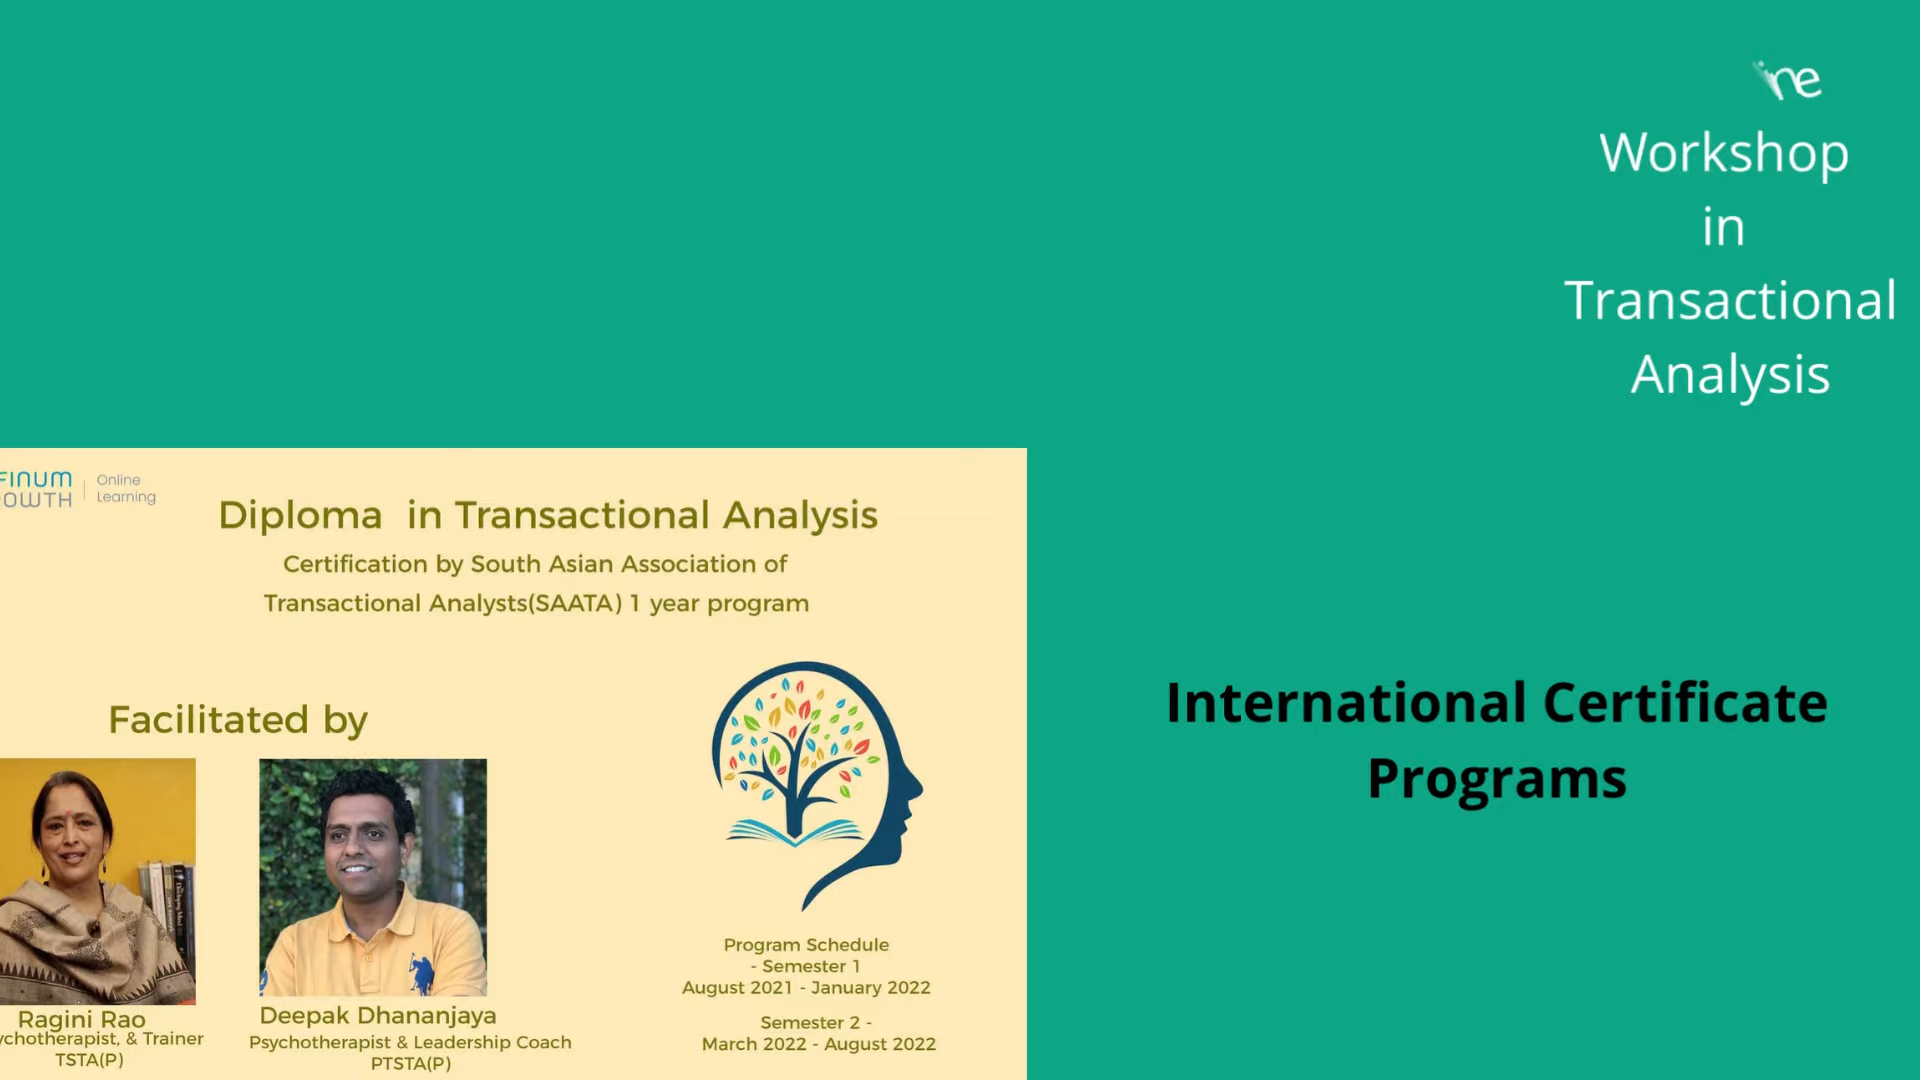 Workshop
in
Transactional
Analysis
FINUM
OWTH
Online
Learning
Diploma in Transactional Analysis
Certification by South Asian Association of
Transactional Analysts(SAATA) 1 year program
Facilitated by
Ragini Rao
ychotherapist, & Trainer
TSTA(P)
Deepak Dhananjaya
Psychotherapist & Leadership Coach
PTSTA(P)
Program Schedule
- Semester 1
August 2021 - January 2022
Semester 2 -
March 2022 - August 2022
International Certificate
Programs